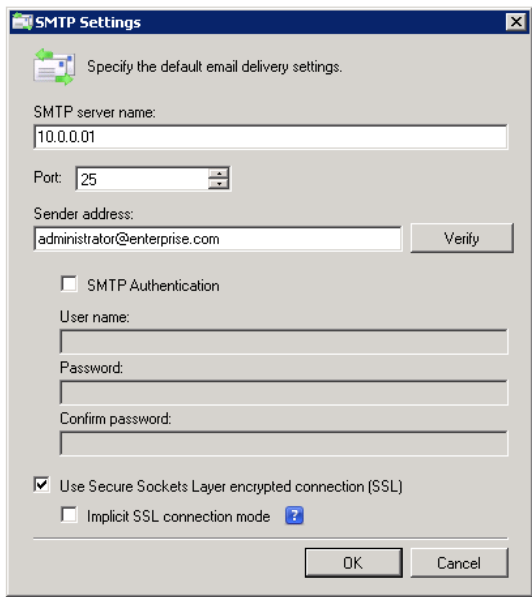 SMTP Settings
Specify the default email delivery settings.
SMTP server name:
10.0.0.01
Port: 25
Sender address:
administrator@enterprise.com Verify
SMTP Authentication
User name:
Password:
Confirm password:
Use Secure Sockets Layer encrypted connection (SSL)
Implicit SSL connection mode ?
OK Cancel